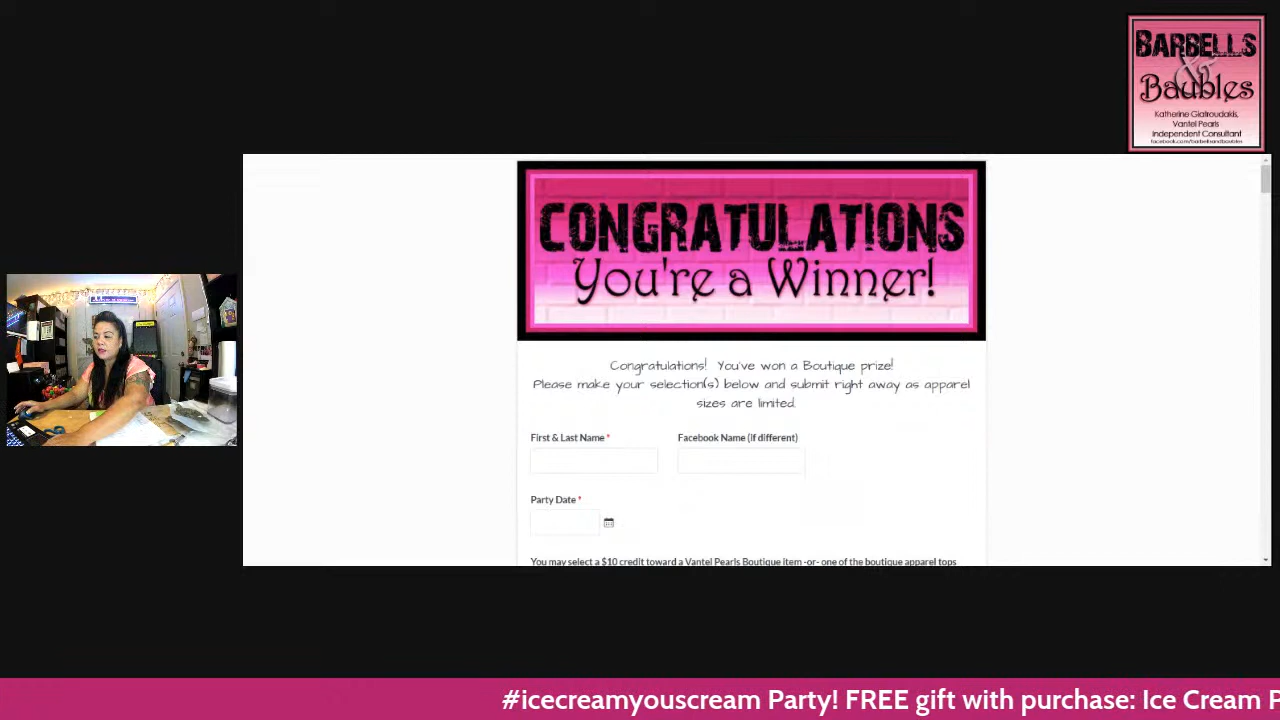 BARBELLS
&
Baubles
Katherine Giatroudakis,
Vantel Pearls
Independent Consultant
facebook.com/barbellsandbaubles
CONGRATULATIONS
You're a Winner!
Congratulations! You've won a Boutique prize!
Please make your selection(s) below and submit right away as apparel
sizes are limited.
First & Last Name * Facebook Name (if different)
Party Date *
You may select a $10 credit toward a Vantel Pearls Boutique item -or- one of the boutique apparel tops
#icecreamyouscream Party! FREE gift with purchase: Ice Cream P